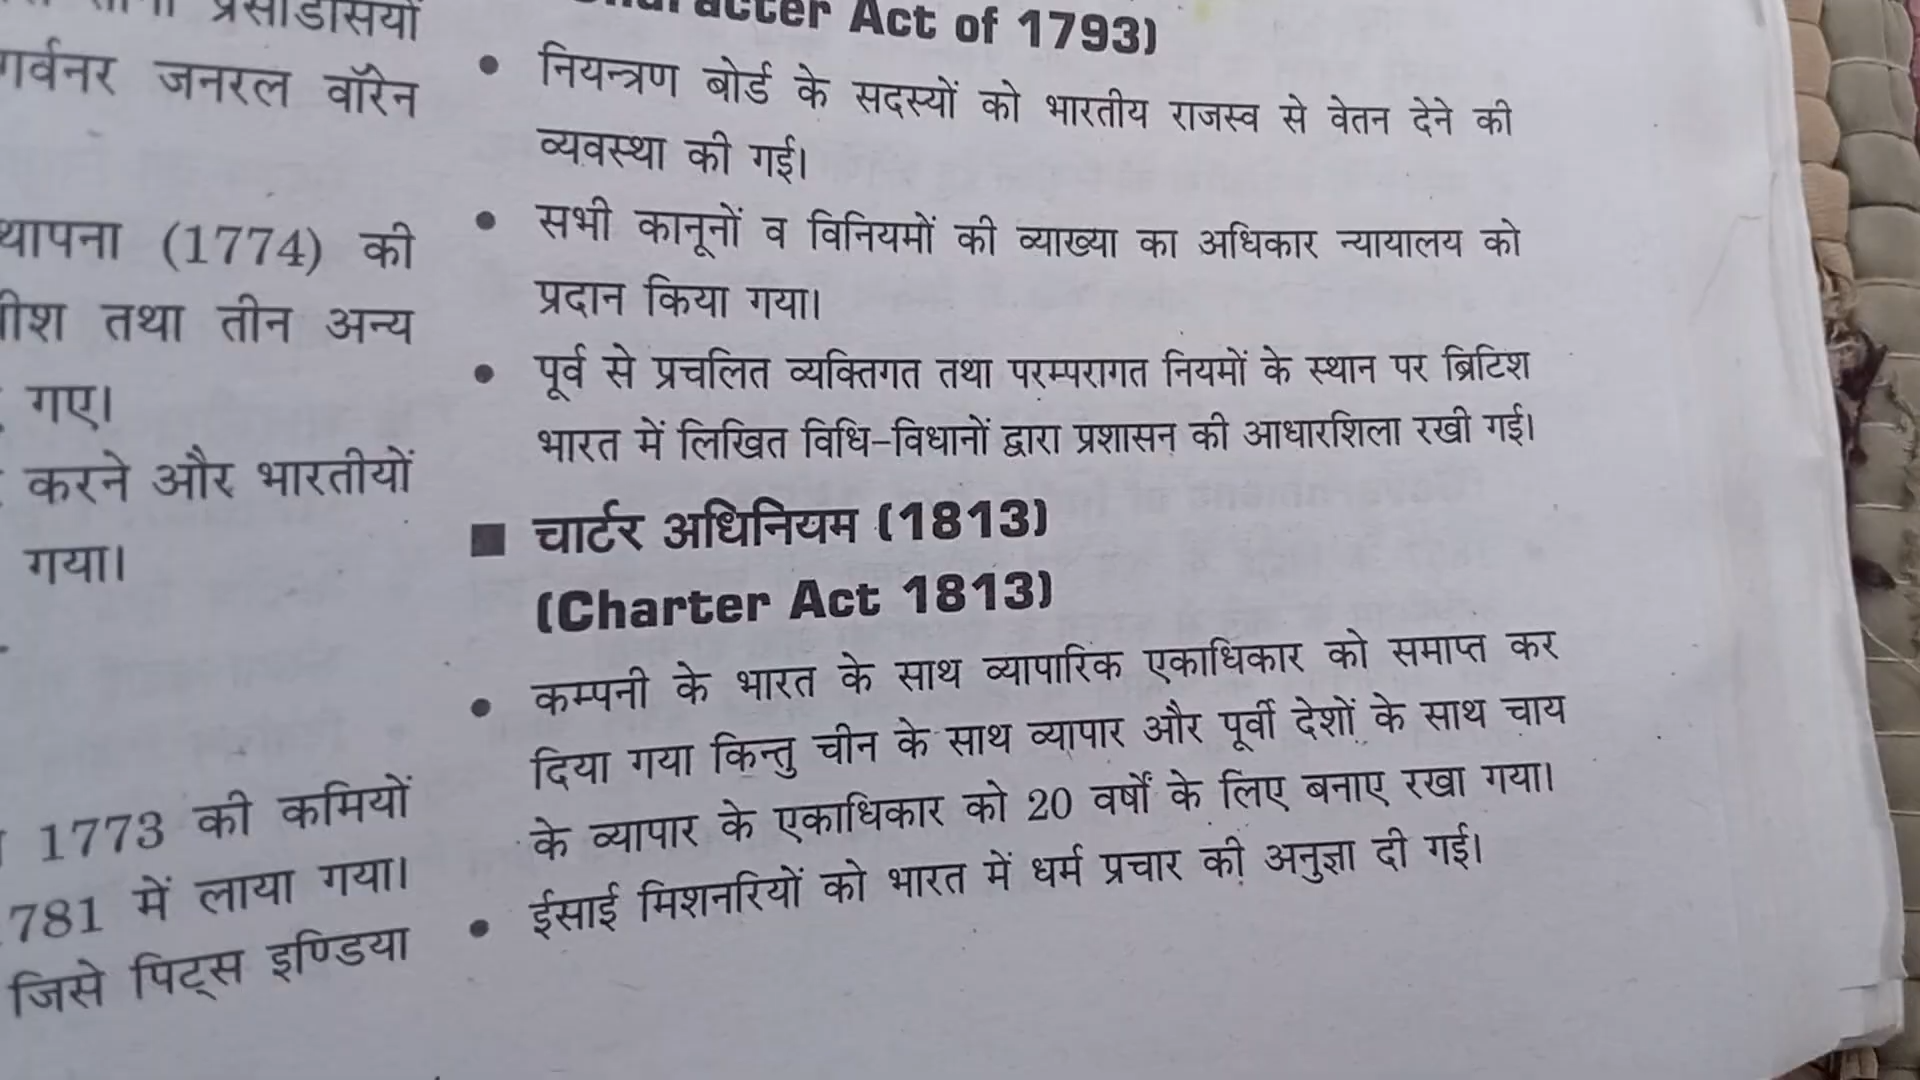 प्रेसीडेंसियों
गर्वनर जनरल वॉरेन
(1774) की
तथा तीन अन्य
गए।
करने और भारतीयों
गया।
1773 की कमियों
781 में लाया गया।
जिसे पिट्स इण्डिया
Act of 1793)
• नियन्त्रण बोर्ड के सदस्यों को भारतीय राजस्व से वेतन देने की
व्यवस्था की गई।
• सभी कानूनों व विनियमों की व्याख्या का अधिकार न्यायालय को
प्रदान किया गया।
• पूर्व से प्रचलित व्यक्तिगत तथा परम्परागत नियमों के स्थान पर ब्रिटिश
भारत में लिखित विधि-विधानों द्वारा प्रशासन की आधारशिला रखी गई।
■ चार्टर अधिनियम (1813)
(Charter Act 1813)
• कम्पनी के भारत के साथ व्यापारिक एकाधिकार को समाप्त कर
दिया गया किन्तु चीन के साथ व्यापार और पूर्वी देशों के साथ चाय
के व्यापार के एकाधिकार को 20 वर्षों के लिए बनाए रखा गया।
• ईसाई मिशनरियों को भारत में धर्म प्रचार की अनुज्ञा दी गई।